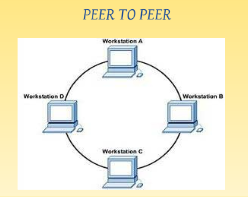 PEER TO PEER
Workstation A
Workstation D
Workstation B
Workstation C